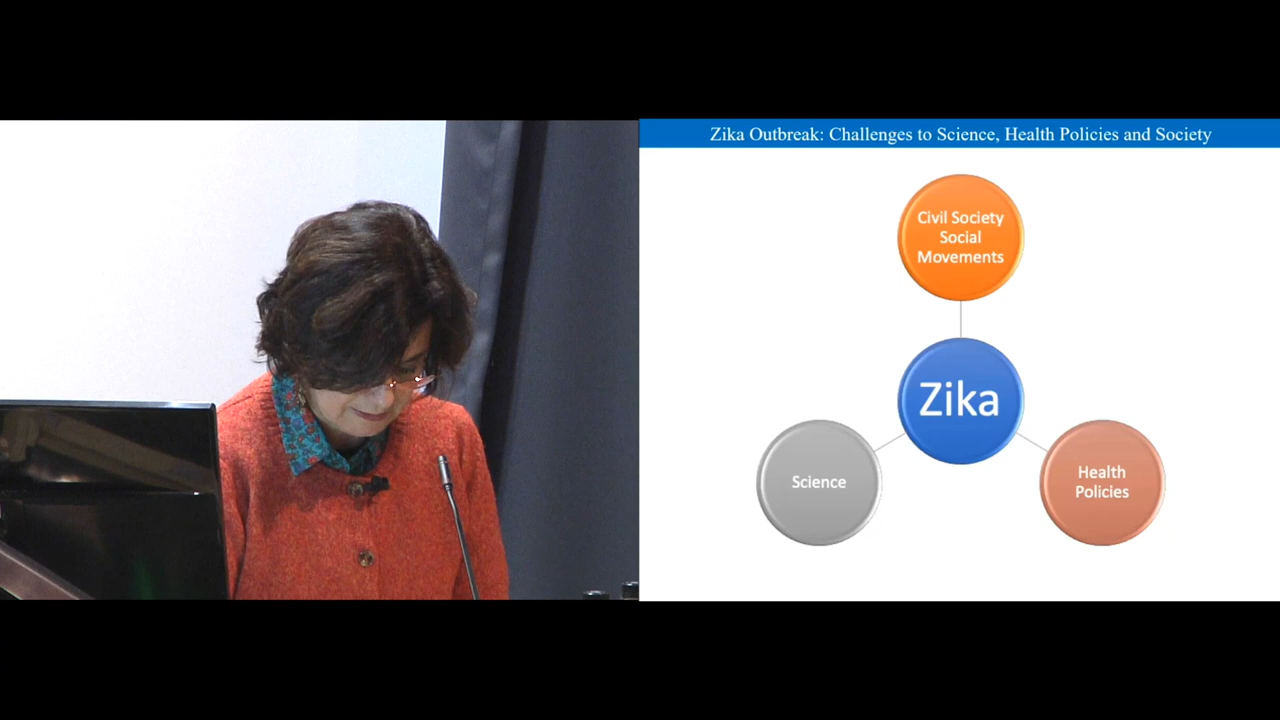 Zika Outbreak: Challenges to Science, Health Policies and Society
Civil Society
Social
Movements
Zika
Science
Health
Policies